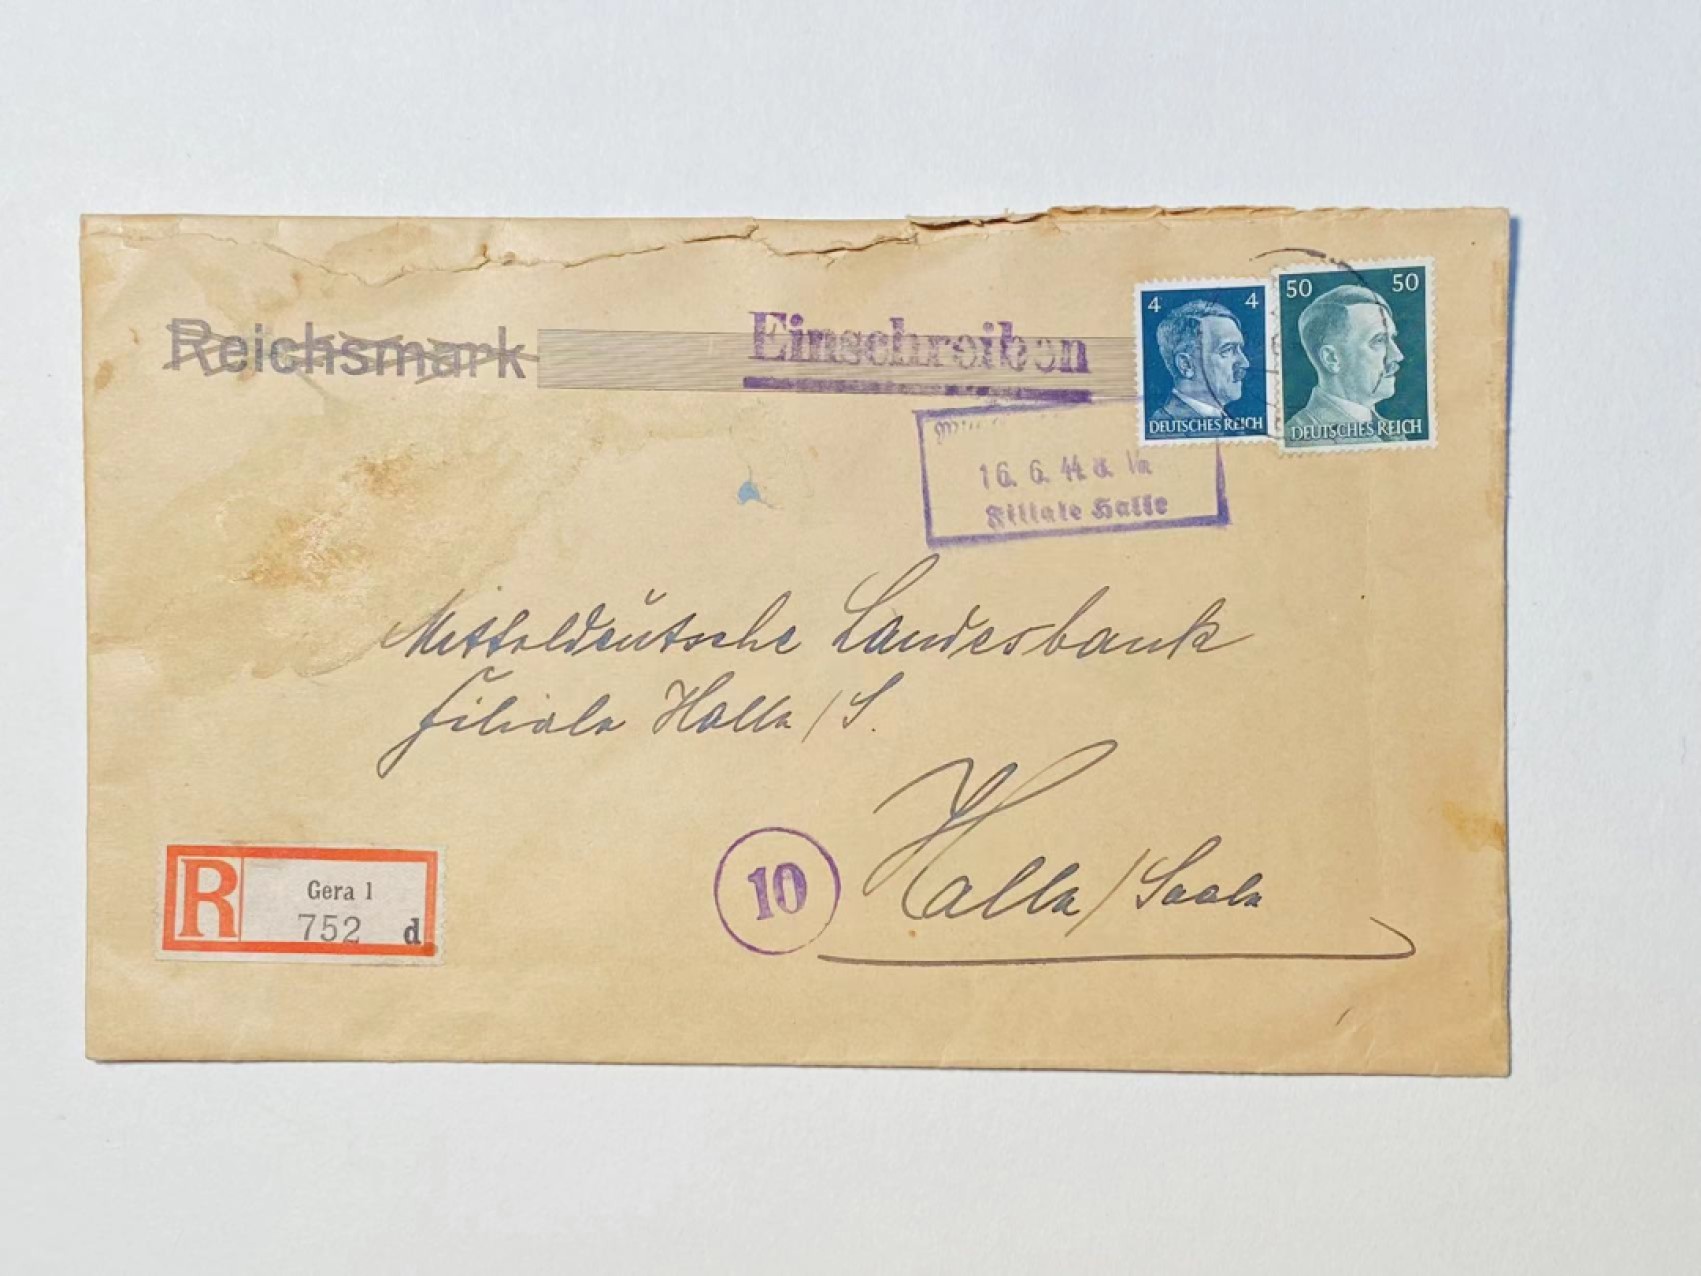 Reichsmark
Einschreiben
4 4
DEUTSCHES REICH
50 50
DEUTSCHES REICH
16. 6. 44
Filiale Halle
Mitteldeutsche Landesbank
Filiale Halle / S.
Halle / Saale
10
R
Gera 1
752 d